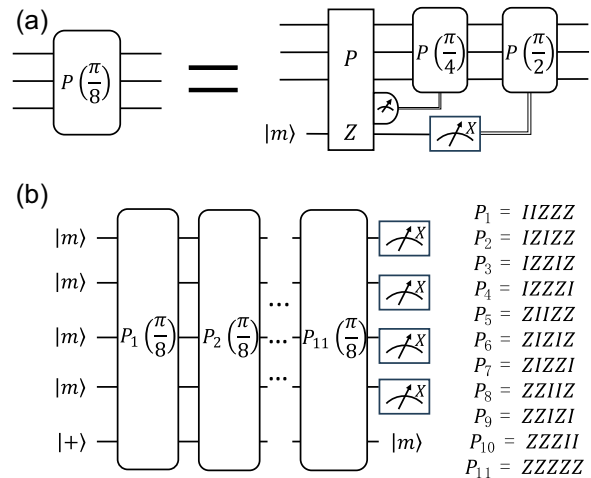 (a)
P (π/8)
=
P
Z
P (π/4)
P (π/2)
|m⟩
X
(b)
|m⟩
|m⟩
|m⟩
|m⟩
|+⟩
P₁ (π/8)
P₂ (π/8)
...
...
...
P₁₁ (π/8)
X
X
X
X
|m⟩
P₁ = IIZZZ
P₂ = IZIZZ
P₃ = IZZIZ
P₄ = IZZZI
P₅ = ZIIZZ
P₆ = ZIZIZ
P₇ = ZIZZI
P₈ = ZZIIZ
P₉ = ZZIZI
P₁₀ = ZZZII
P₁₁ = ZZZZZ